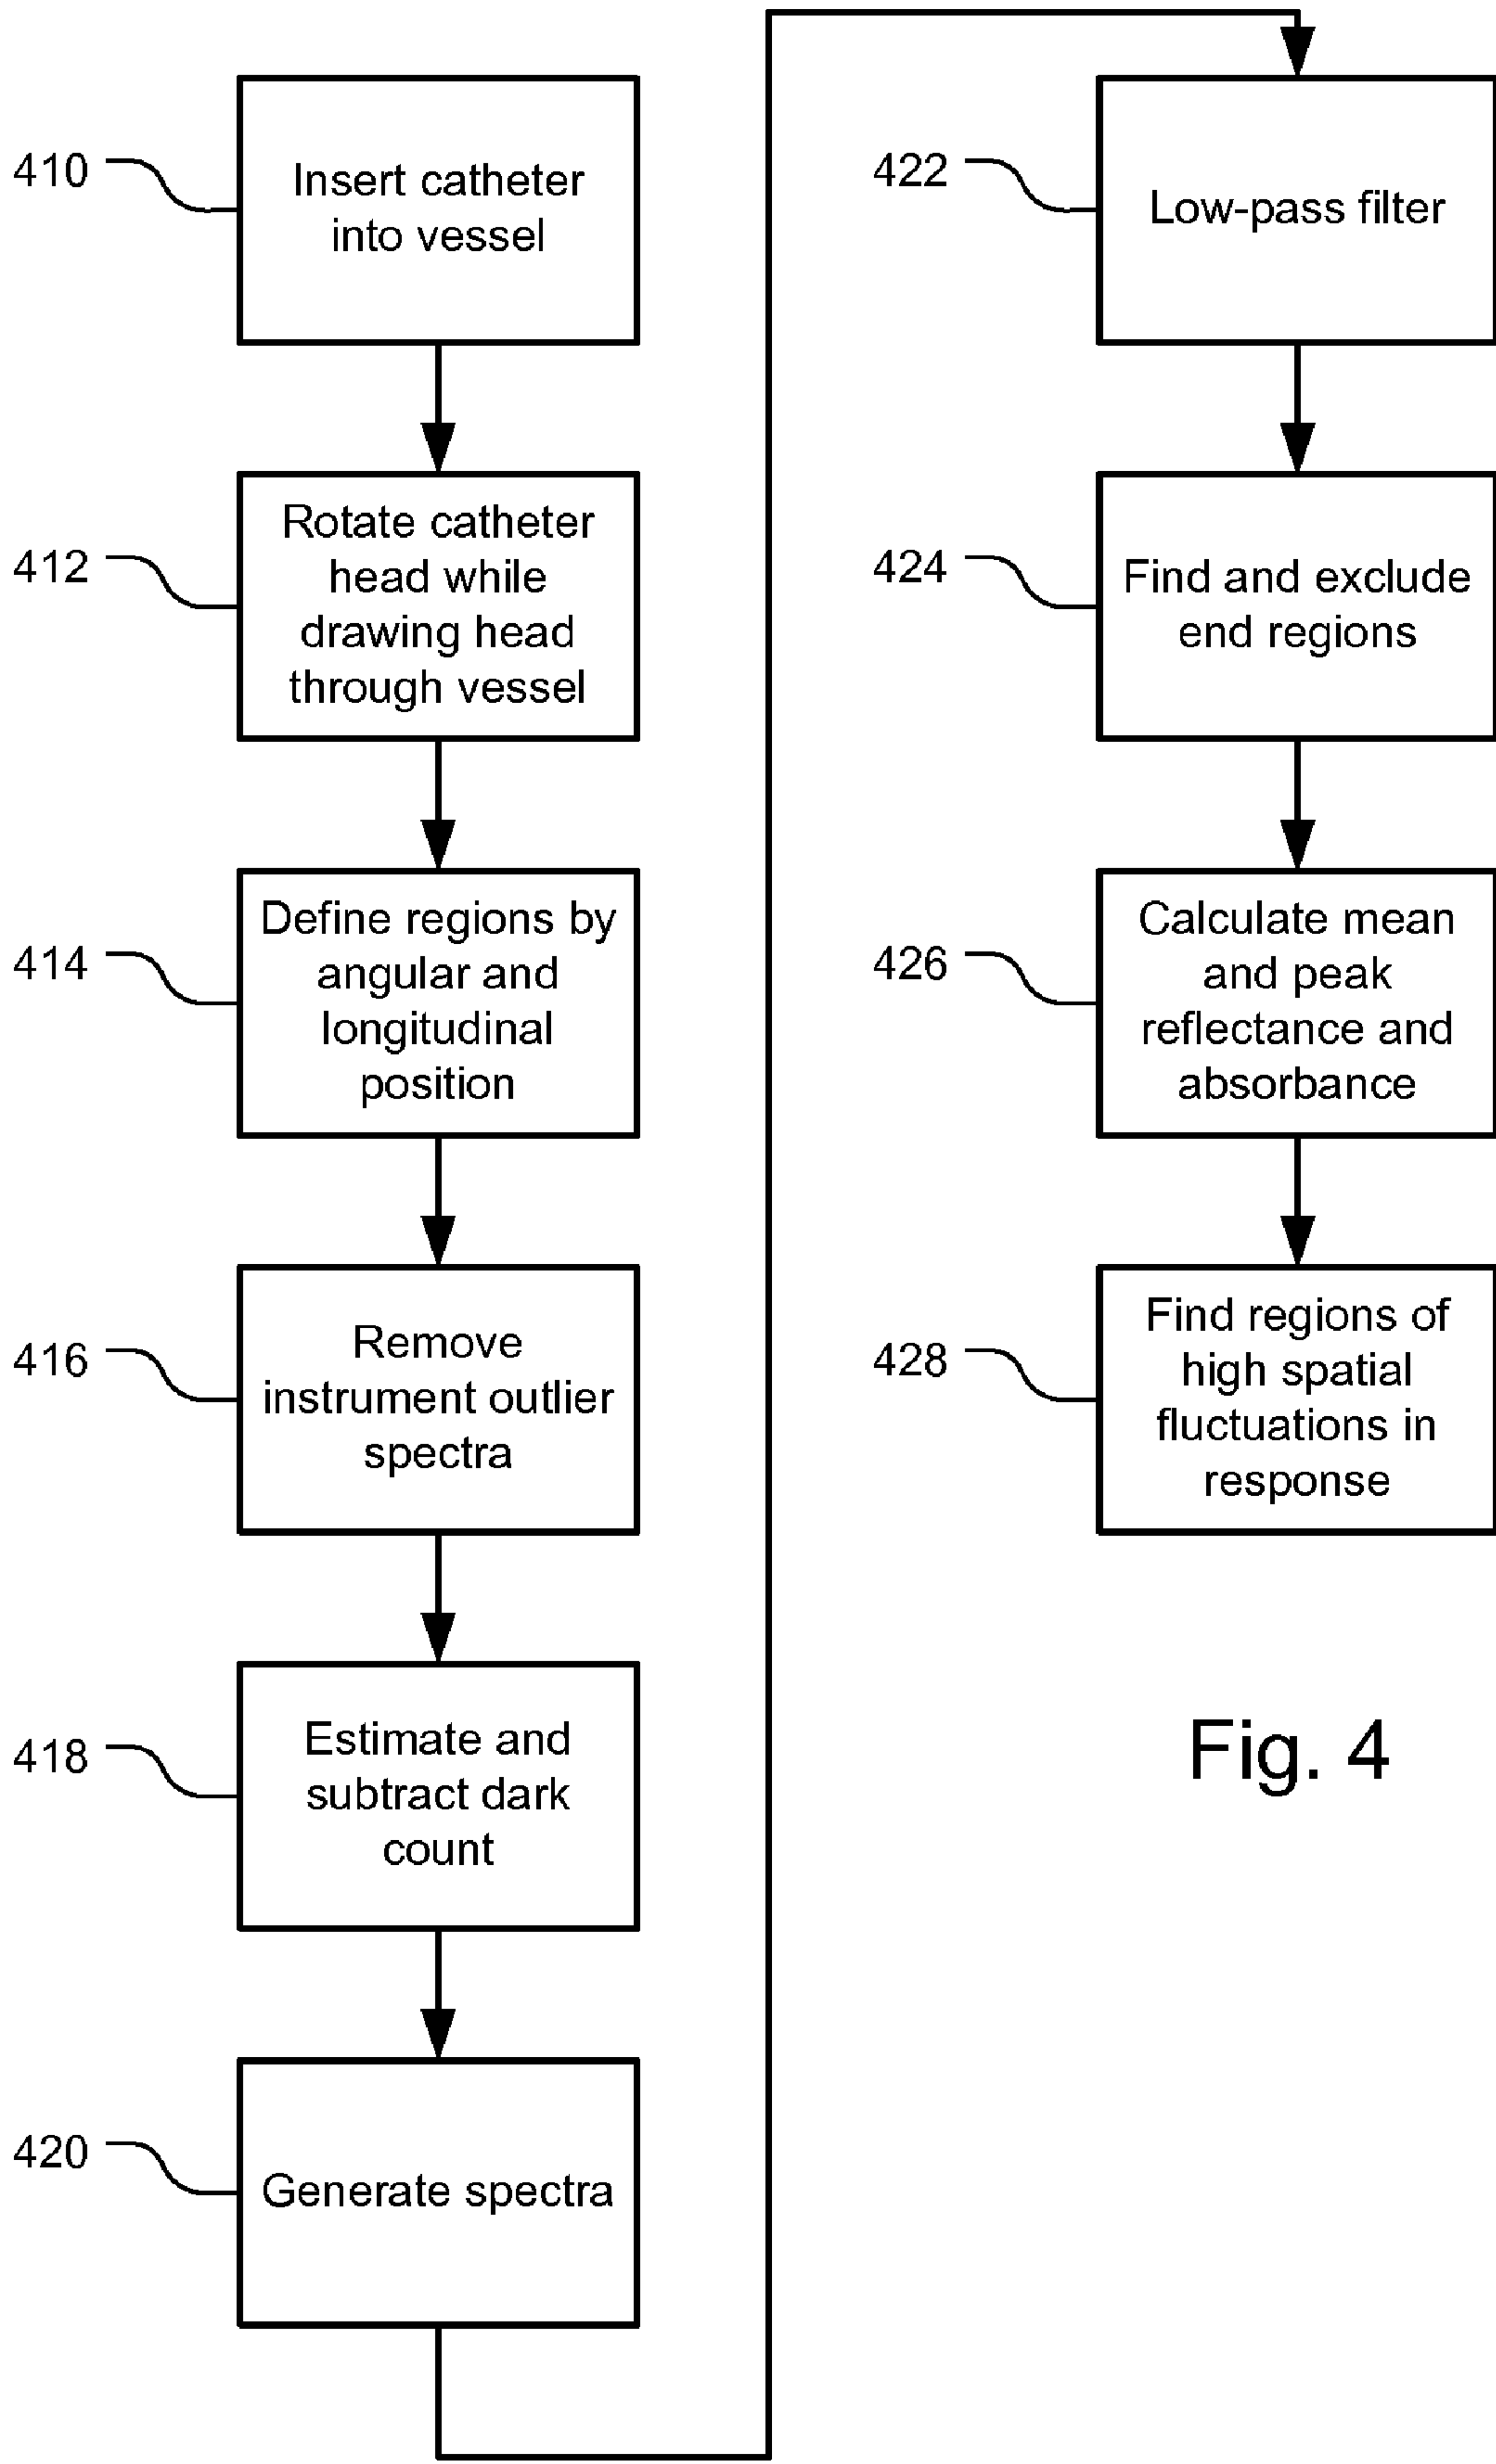 410
Insert catheter
into vessel
412
Rotate catheter
head while
drawing head
through vessel
414
Define regions by
angular and
longitudinal
position
416
Remove
instrument outlier
spectra
418
Estimate and
subtract dark
count
420
Generate spectra
422
Low-pass filter
424
Find and exclude
end regions
426
Calculate mean
and peak
reflectance and
absorbance
428
Find regions of
high spatial
fluctuations in
response
Fig. 4